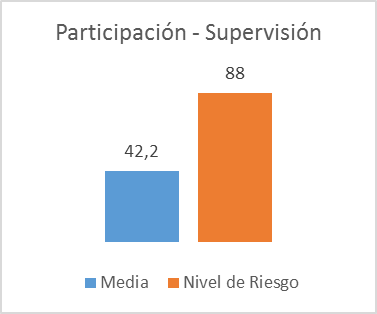 Participación - Supervisión
88
42,2
Media Nivel de Riesgo